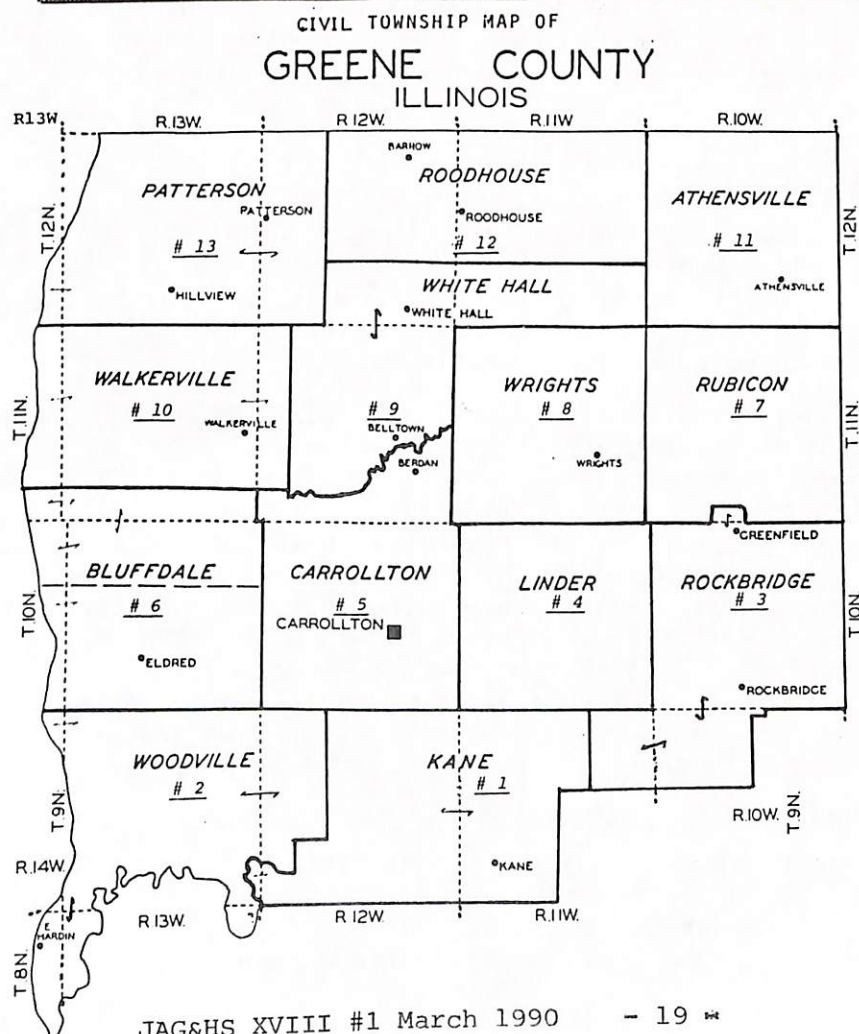 CIVIL TOWNSHIP MAP OF
GREENE COUNTY
ILLINOIS
R13W R.13W. R.12W. R.11W R.10W.
BARROW
PATTERSON
ROODHOUSE
ATHENSVILLE
PATTERSON
ROODHOUSE
T.12N.
T.12N.
# 13
# 12
# 11
HILLVIEW
WHITE HALL
WHITE HALL
ATHENSVILLE
WALKERVILLE
WRIGHTS
RUBICON
# 10
# 9
# 8
# 7
T.11N.
T.11N.
WALKERVILLE
BELLTOWN
BERDAN
WRIGHTS
GREENFIELD
BLUFFDALE
CARROLLTON
LINDER
ROCKBRIDGE
# 6
# 5
# 4
# 3
T.10N.
T.10N.
CARROLLTON
ELDRED
ROCKBRIDGE
WOODVILLE
KANE
# 2
# 1
T.9N.
R.10W.
T.9N.
R.14W.
KANE
R.13W.
R.12W.
R.11W.
E
HARDIN
T.8N.
JAG&HS XVIII #1 March 1990 - 19 -